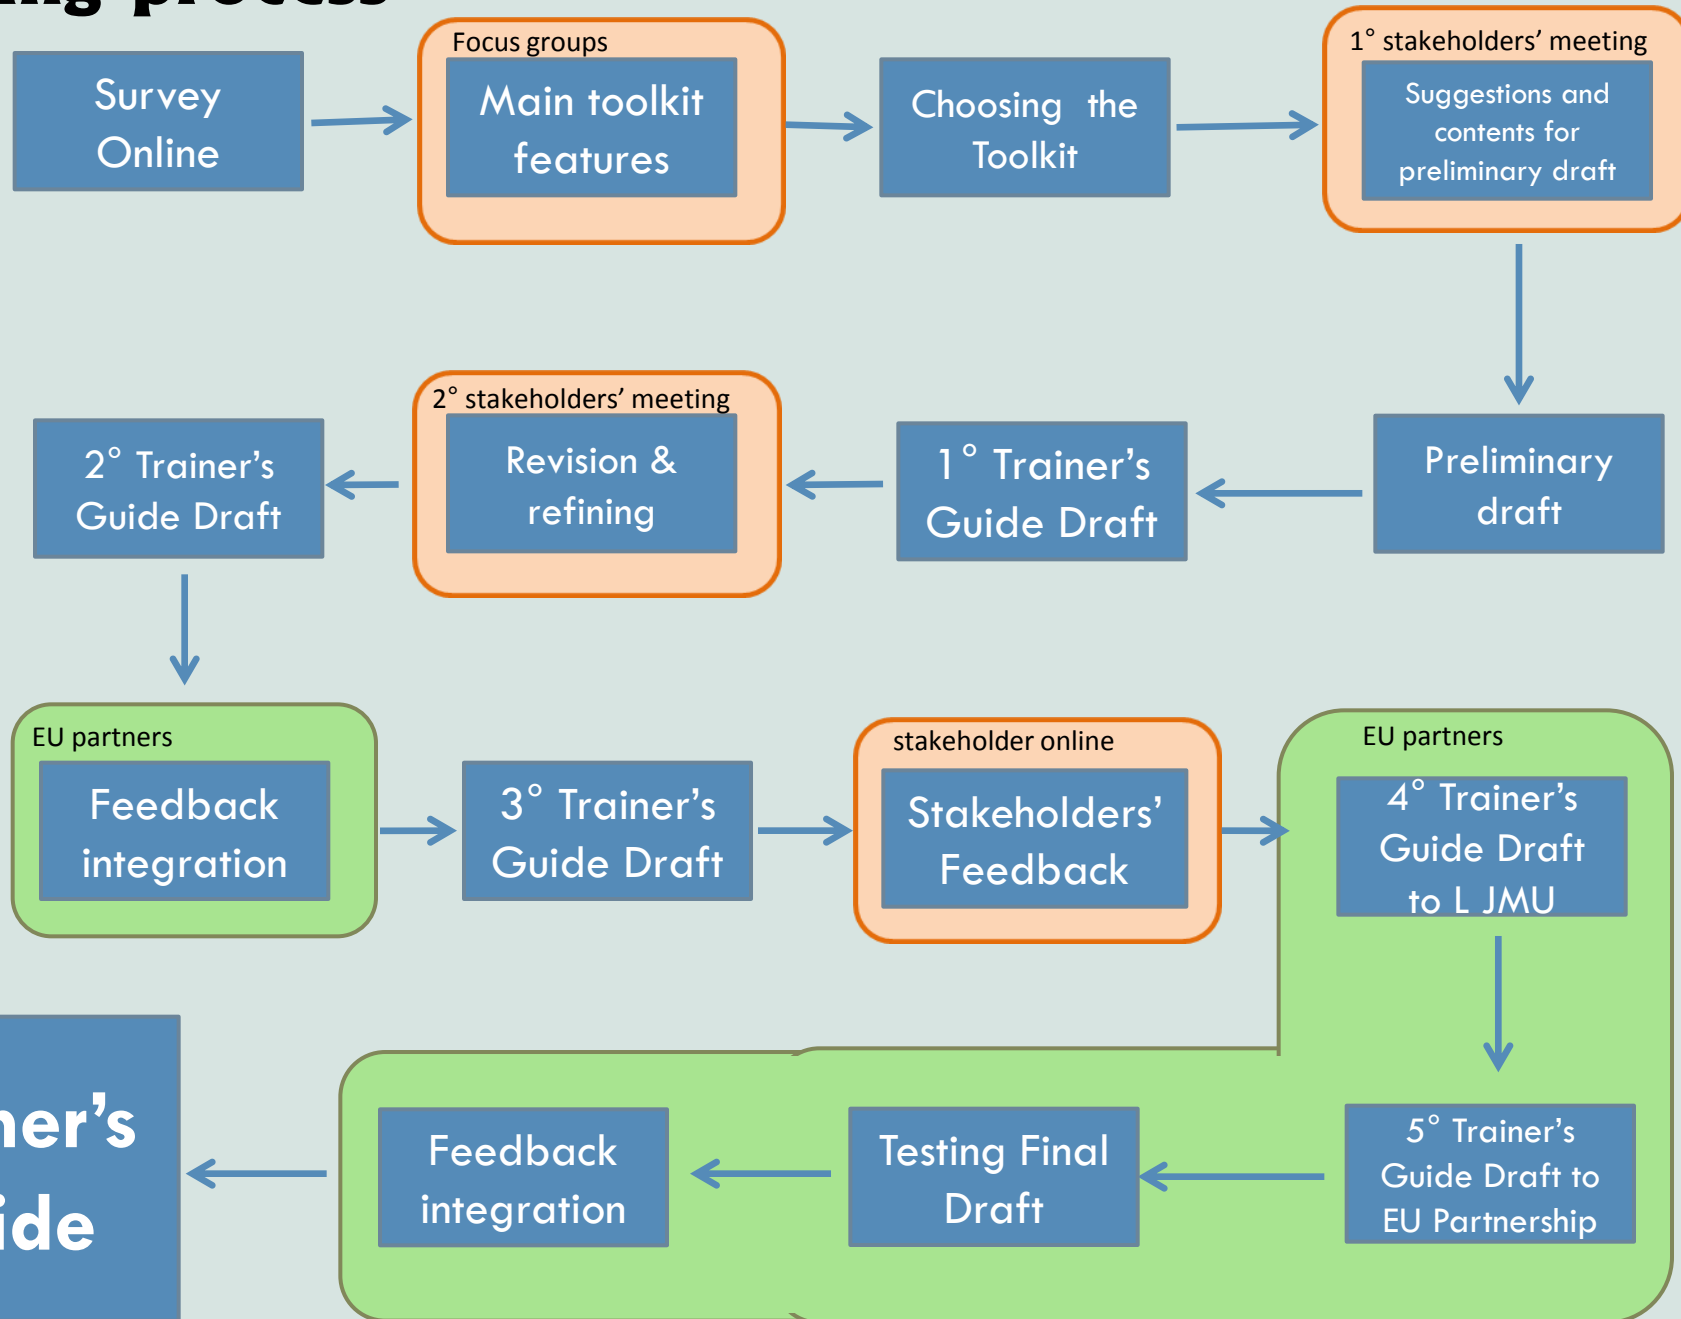 ing process
Survey
Online
Focus groups
Main toolkit
features
Choosing the
Toolkit
1° stakeholders’ meeting
Suggestions and
contents for
preliminary draft
2° Trainer’s
Guide Draft
2° stakeholders’ meeting
Revision &
refining
1° Trainer’s
Guide Draft
Preliminary
draft
EU partners
Feedback
integration
3° Trainer’s
Guide Draft
stakeholder online
Stakeholders’
Feedback
EU partners
4° Trainer’s
Guide Draft
to L JMU
ner’s
ide
Feedback
integration
Testing Final
Draft
5° Trainer’s
Guide Draft to
EU Partnership